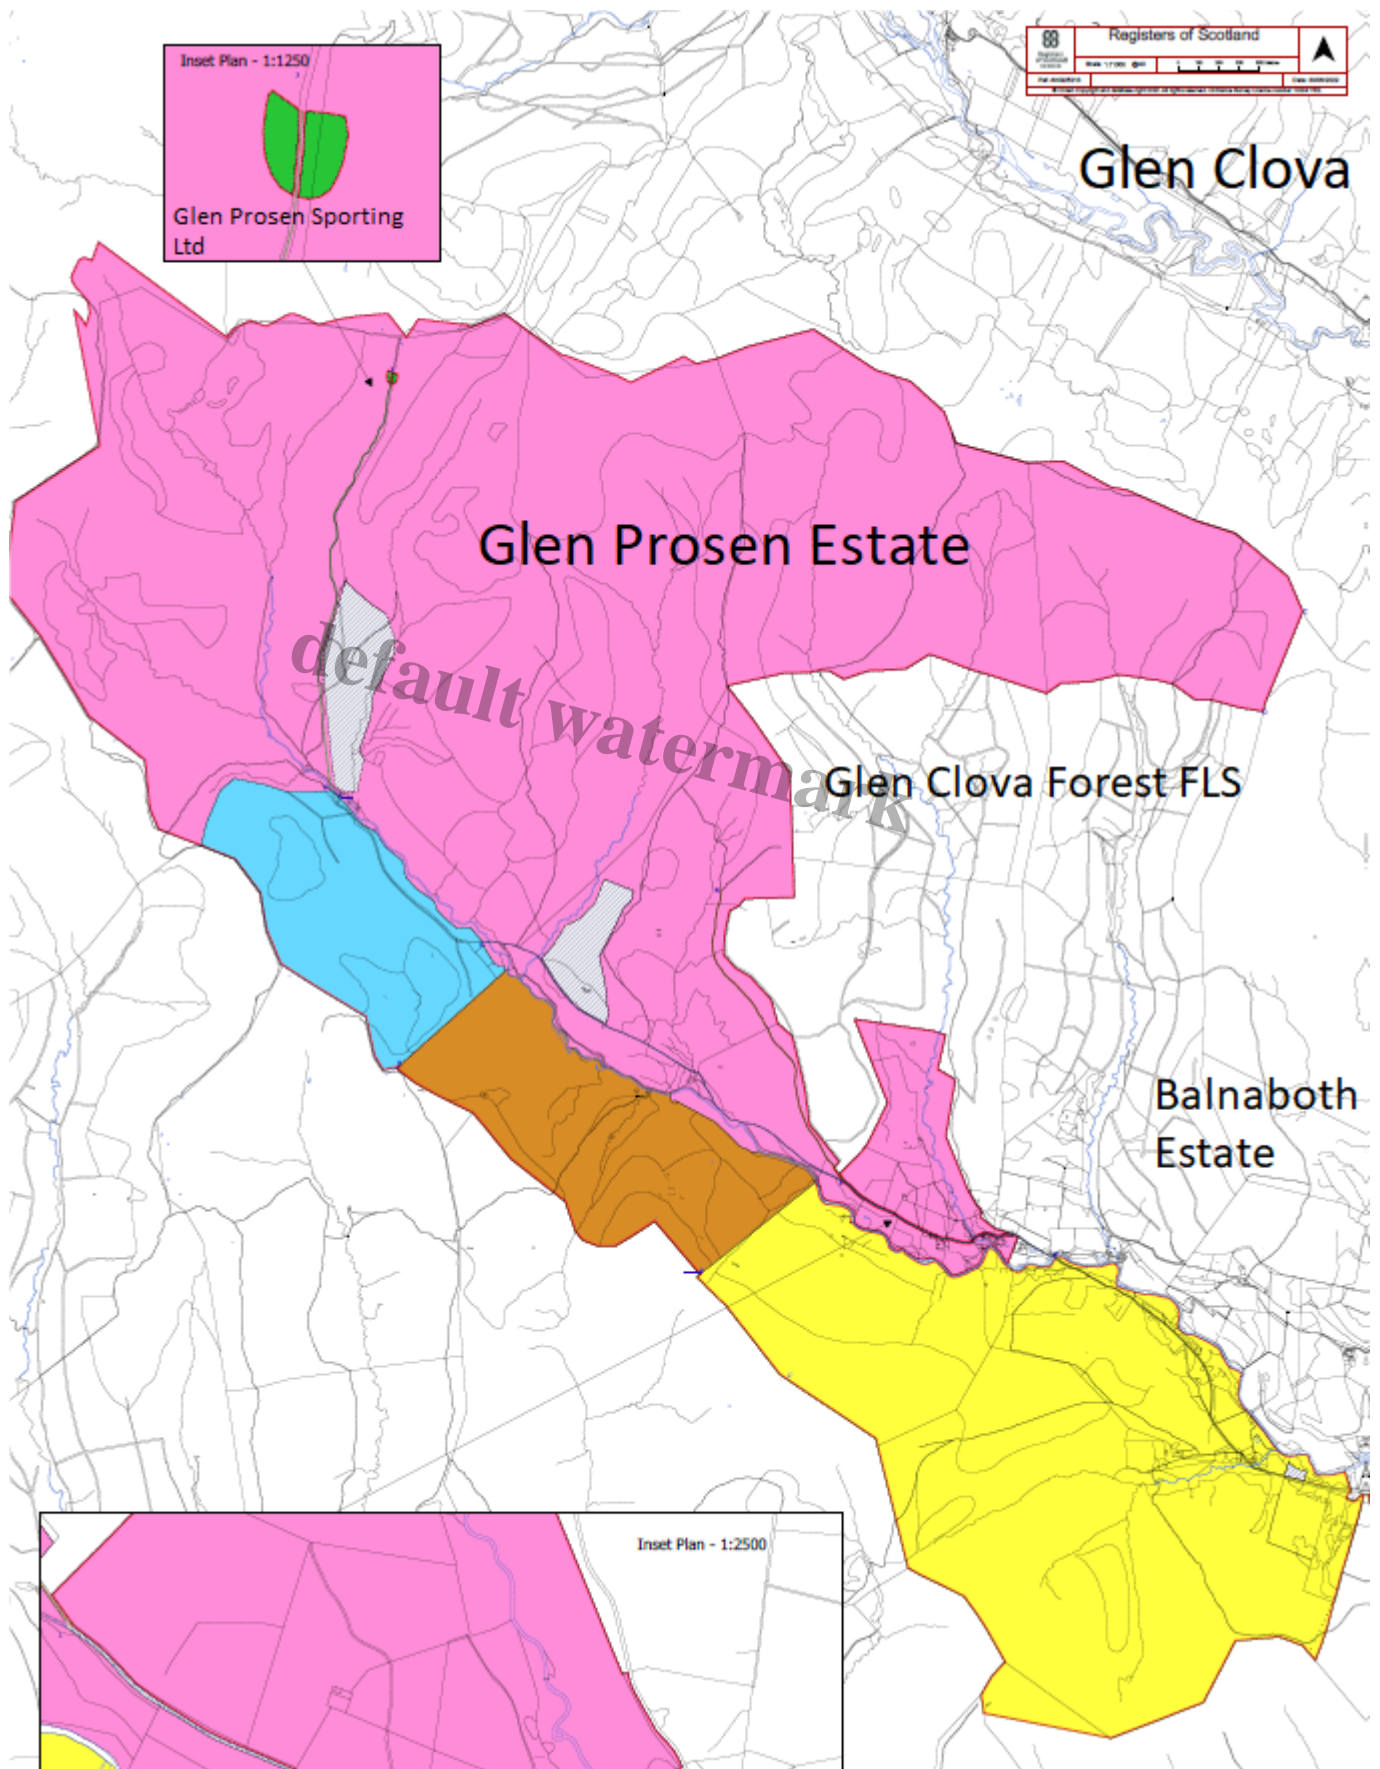 Inset Plan - 1:1250
Glen Prosen Sporting
Ltd
Registers of Scotland
Glen Clova
Glen Prosen Estate
default watermark
Glen Clova Forest FLS
Balnaboth
Estate
Inset Plan - 1:2500